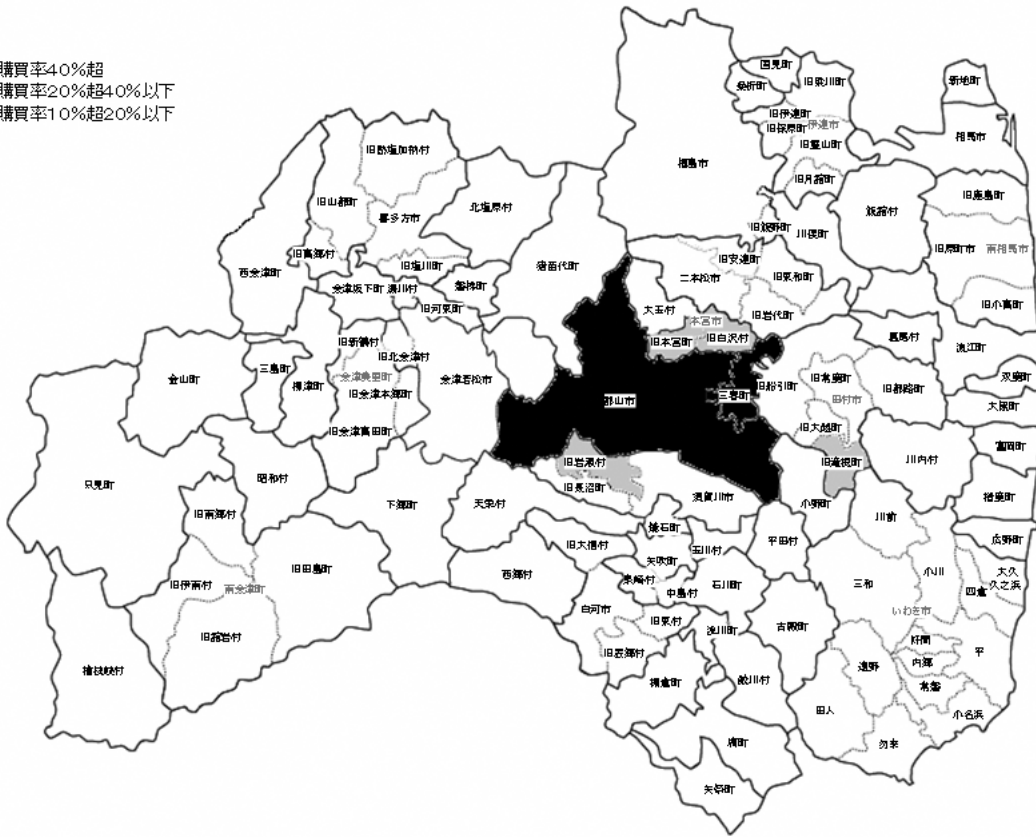 購買率40%超
購買率20%超40%以下
購買率10%超20%以下
国見町
桑折町
旧梁川町
新地町
旧伊達町
旧保原町
伊達市
旧霊山町
相馬市
旧熱塩加納村
福島市
旧月舘町
旧鹿島町
旧山都町
北塩原村
飯舘村
喜多方市
旧飯野町
川俣町
旧高郷村
旧原町市
南相馬市
西会津町
旧塩川町
猪苗代町
旧安達町
二本松市
旧東和町
会津坂下町
湯川村
磐梯町
旧小高町
旧河東町
大玉村
旧岩代町
本宮市
旧本宮町
旧白沢村
葛尾村
浪江町
旧新鶴村
旧北会津村
三島町
金山町
会津美里町
会津若松市
柳津町
旧会津本郷町
旧船引町
旧常葉町
旧都路町
双葉町
三春町
田村市
郡山市
大熊町
旧会津高田町
旧大越町
富岡町
旧岩瀬村
旧滝根町
川内村
昭和村
只見町
旧長沼町
須賀川市
楢葉町
下郷町
天栄村
小野町
旧南郷村
川前
鏡石町
平田村
広野町
旧大信村
玉川村
矢吹町
旧田島町
西郷村
泉崎村
石川町
三和
小川
大久
久之浜
旧伊南村
南会津町
中島村
四倉
白河市
いわき市
旧東村
浅川町
古殿町
旧舘岩村
旧表郷村
好間
平
内郷
遠野
檜枝岐村
棚倉町
鮫川村
常磐
田人
小名浜
塙町
勿来
矢祭町